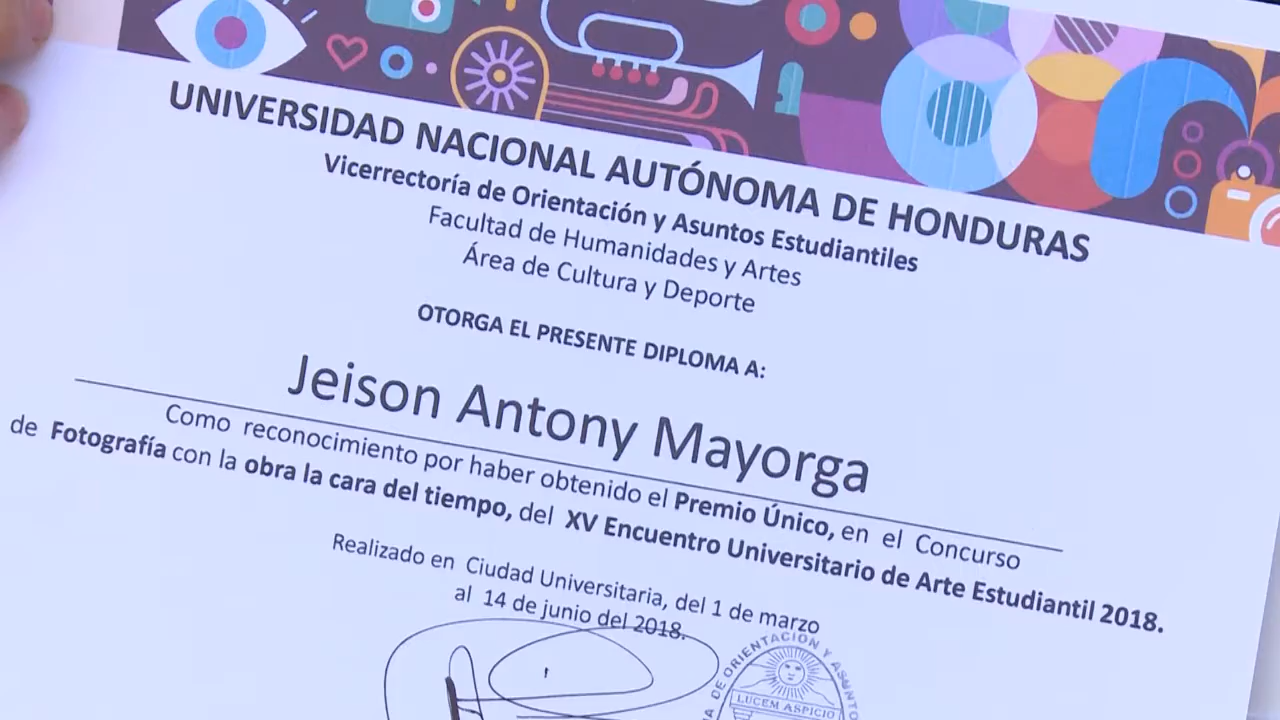 UNIVERSIDAD NACIONAL AUTÓNOMA DE HONDURAS
Vicerrectoría de Orientación y Asuntos Estudiantiles
Facultad de Humanidades y Artes
Área de Cultura y Deporte
OTORGA EL PRESENTE DIPLOMA A:
Jeison Antony Mayorga
Como reconocimiento por haber obtenido el Premio Único, en el Concurso
de Fotografía con la obra la cara del tiempo, del XV Encuentro Universitario de Arte Estudiantil 2018.
Realizado en Ciudad Universitaria, del 1 de marzo
al 14 de junio del 2018.
DE ORIENTACIÓN Y
LUCEM ASPICIO